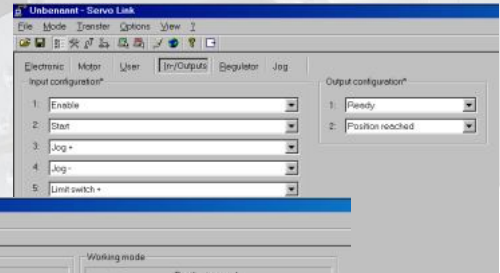 Unbenannt - Servo Link
File Mode Transfer Options View ?
Electronic Motor User In-/Outputs Regulator Jog
Input configuration*
1: Enable
2: Start
3: Jog +
4: Jog -
5: Limit switch +
Output configuration*
1: Ready
2: Position reached
Working mode